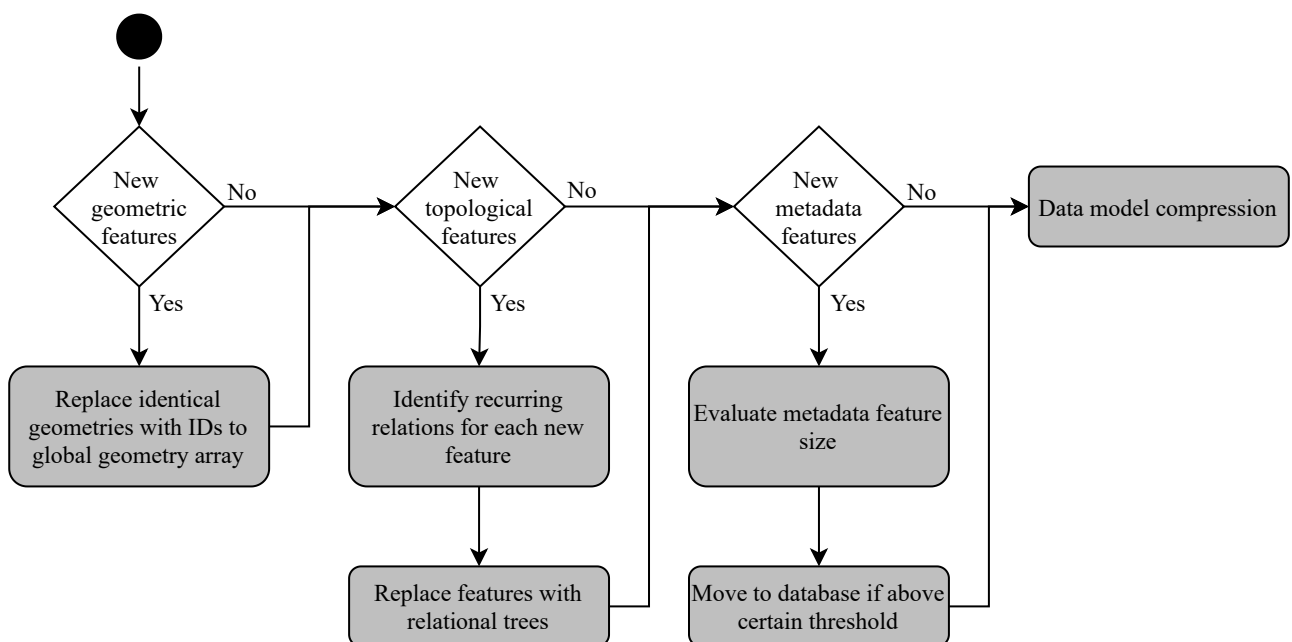 New
geometric
features
No
New
topological
features
No
New
metadata
features
No
Data model compression
Yes
Yes
Yes
Replace identical
geometries with IDs to
global geometry array
Identify recurring
relations for each new
feature
Evaluate metadata feature
size
Replace features with
relational trees
Move to database if above
certain threshold